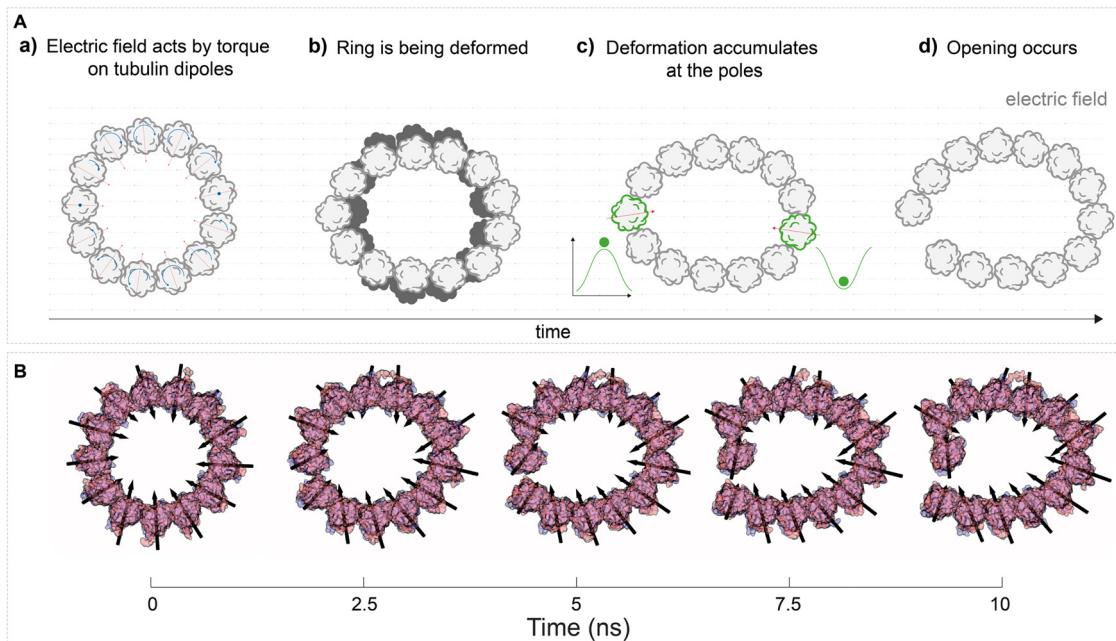 A
a) Electric field acts by torque
on tubulin dipoles
b) Ring is being deformed
c) Deformation accumulates
at the poles
d) Opening occurs
electric field
time
B
0 2.5 5 7.5 10
Time (ns)